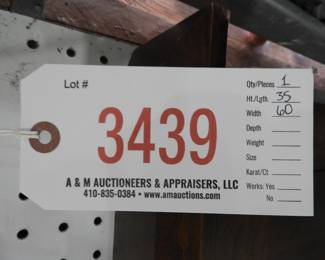 Lot #
3439
A & M AUCTIONEERS & APPRAISERS, LLC
410-835-0384 • www.amauctions.com
Qty/Pieces 1
Ht./Lgth. 35
Width 60
Depth
Weight
Size
Karat/Ct
Works: Yes
No